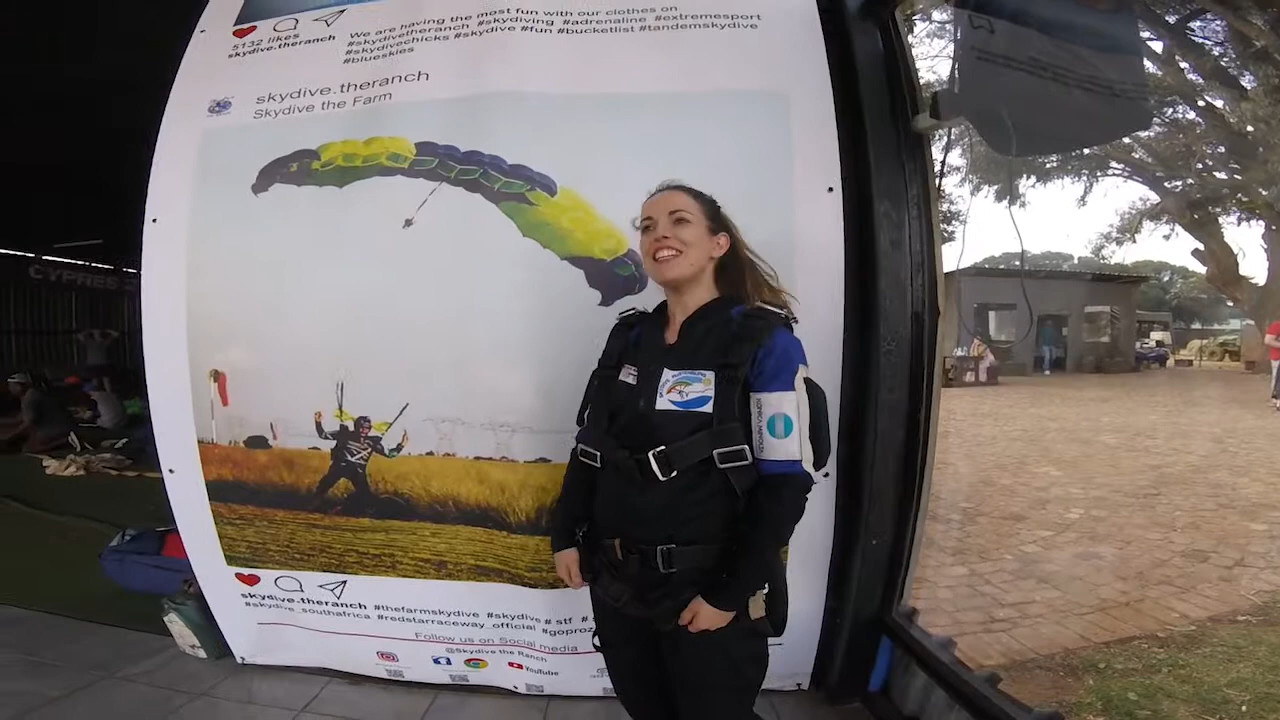 5132 likes
skydive.theranch
We are having the most fun with our clothes on
#skydivetheranch #skydiving #adrenaline #extremesport
#skydivechicks #skydive #fun #bucketlist #tandemskydive
#blueskies
skydive.theranch
Skydive the Farm
CYPRES
RUSTENBURG
skydive.theranch #thefarmskydive #skydive # stf #
#skydive_southafrica #redstarraceway_official #goproz
Follow us on Social media
@Skydive the Ranch
YouTube